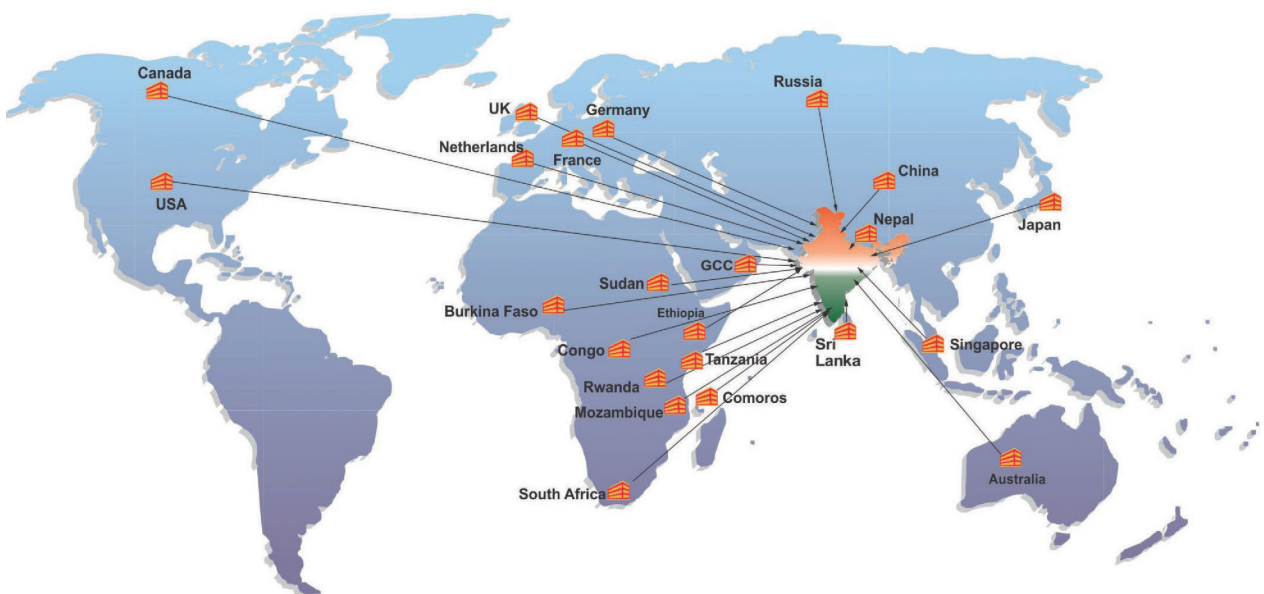 Canada
Russia
UK
Germany
Netherlands
France
China
USA
Nepal
Japan
GCC
Sudan
Burkina Faso
Ethiopia
Congo
Tanzania
Sri
Lanka
Singapore
Rwanda
Mozambique
Comoros
South Africa
Australia